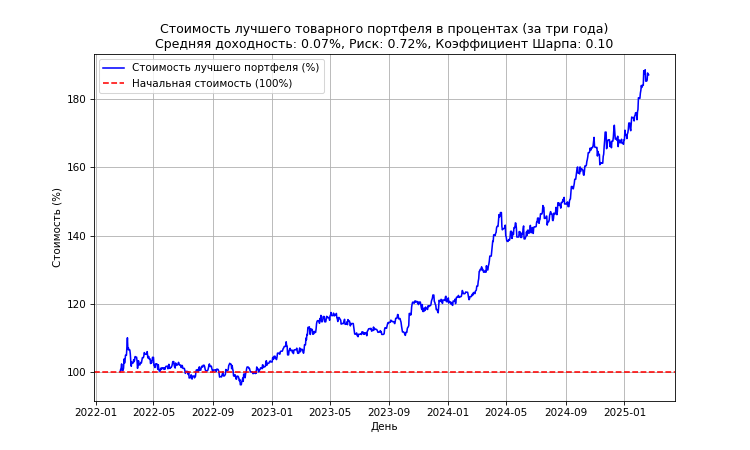 Стоимость лучшего товарного портфеля в процентах (за три года)
Средняя доходность: 0.07%, Риск: 0.72%, Коэффициент Шарпа: 0.10
Стоимость лучшего портфеля (%)
Начальная стоимость (100%)
Стоимость (%)
180
160
140
120
100
2022-01 2022-05 2022-09 2023-01 2023-05 2023-09 2024-01 2024-05 2024-09 2025-01
День